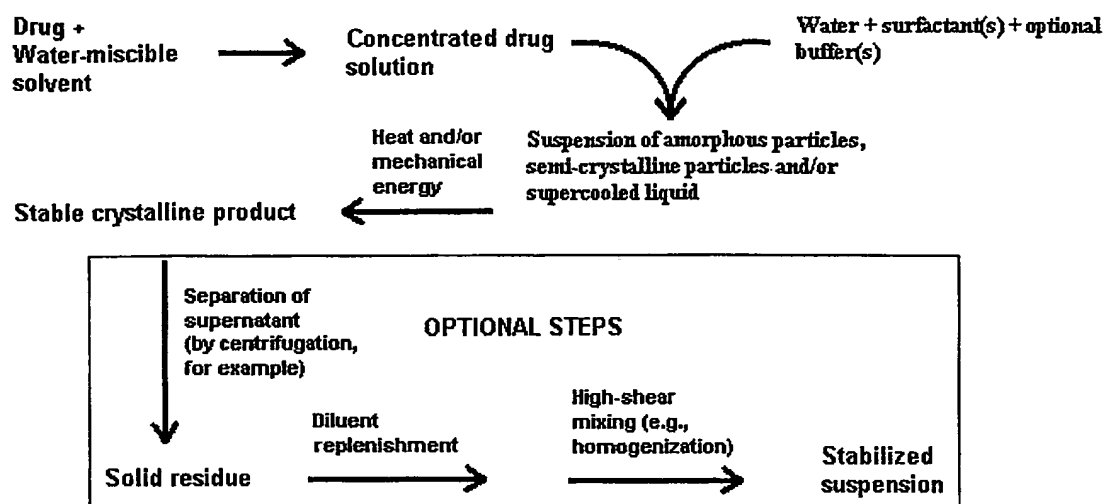 Drug +
Water-miscible
solvent
Concentrated drug
solution
Water + surfactant(s) + optional
buffer(s)
Heat and/or
mechanical
energy
Suspension of amorphous particles,
semi-crystalline particles and/or
supercooled liquid
Stable crystalline product
Separation of
supernatant
(by centrifugation,
for example)
OPTIONAL STEPS
Diluent
replenishment
High-shear
mixing (e.g.,
homogenization)
Solid residue
Stabilized
suspension